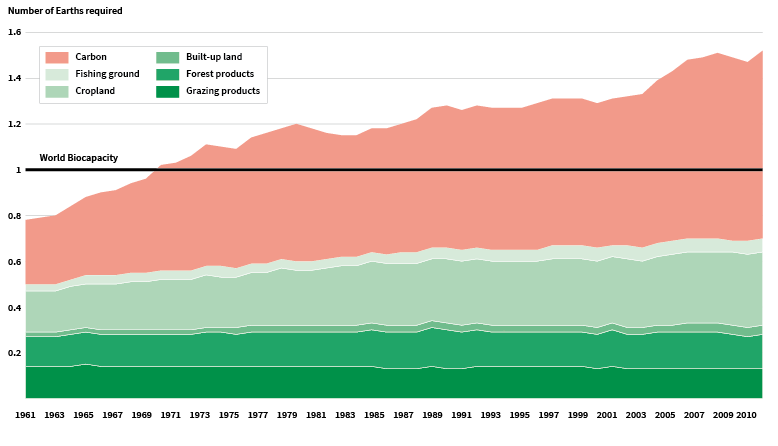 Number of Earths required
1.6
Carbon Built-up land
1.4
Fishing ground Forest products
Cropland Grazing products
1.2
World Biocapacity
1
0.8
0.6
0.4
0.2
1961 1963 1965 1967 1969 1971 1973 1975 1977 1979 1981 1983 1985 1987 1989 1991 1993 1995 1997 1999 2001 2003 2005 2007 2009 2010